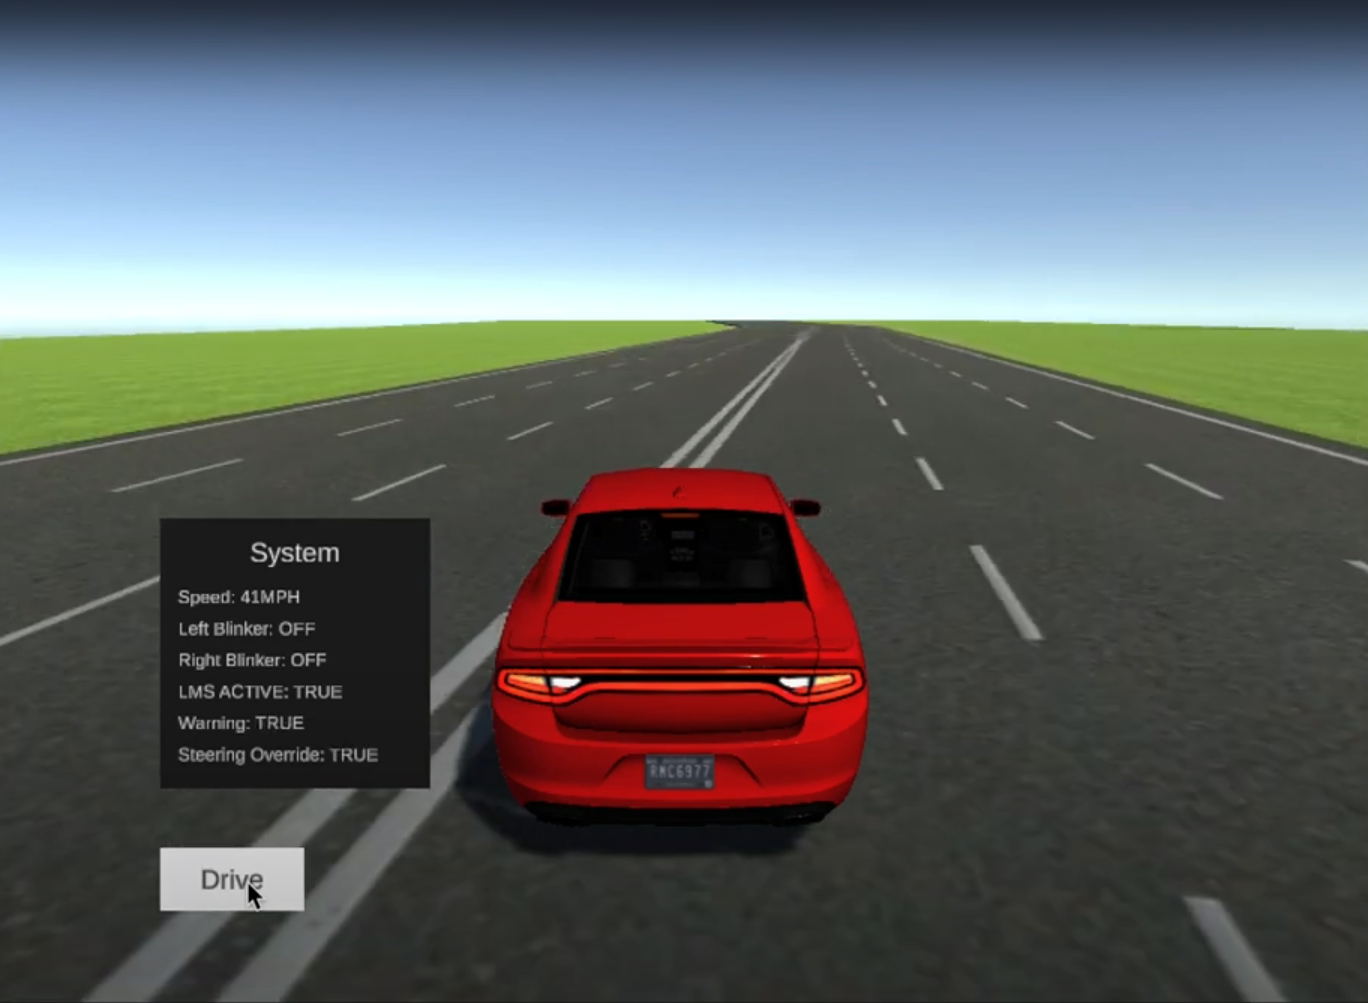 System
Speed: 41MPH
Left Blinker: OFF
Right Blinker: OFF
LMS ACTIVE: TRUE
Warning: TRUE
Steering Override: TRUE
RMC6977
Drive